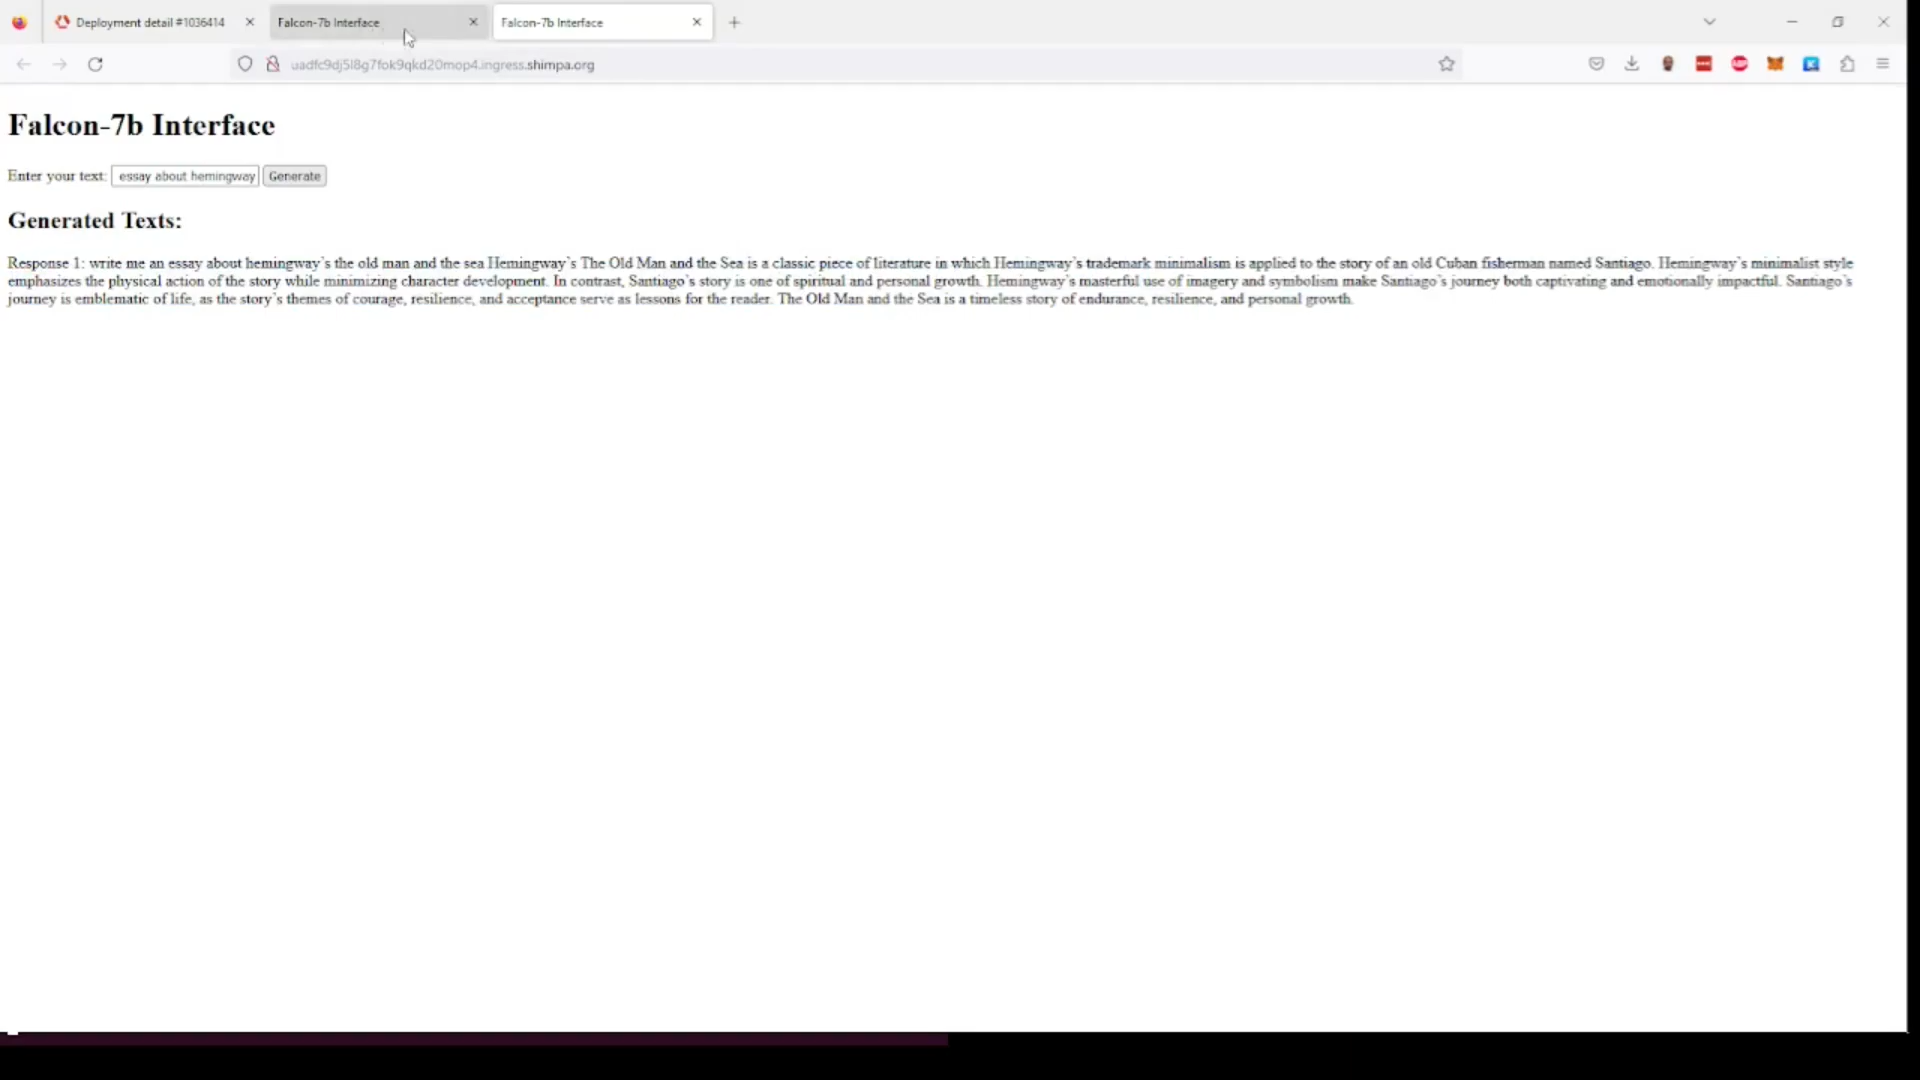 Deployment detail #1036414
Falcon-7b Interface
Falcon-7b Interface
uadfc9dj5l8g7fok9qkd20mop4.ingress.shimpa.org
Falcon-7b Interface
Enter your text: essay about hemingway Generate
Generated Texts:
Response 1: write me an essay about hemingway`s the old man and the sea Hemingway`s The Old Man and the Sea is a classic piece of literature in which Hemingway`s trademark minimalism is applied to the story of an old Cuban fisherman named Santiago. Hemingway`s minimalist style
emphasizes the physical action of the story while minimizing character development. In contrast, Santiago`s story is one of spiritual and personal growth. Hemingway`s masterful use of imagery and symbolism make Santiago`s journey both captivating and emotionally impactful. Santiago`s
journey is emblematic of life, as the story`s themes of courage, resilience, and acceptance serve as lessons for the reader. The Old Man and the Sea is a timeless story of endurance, resilience, and personal growth.